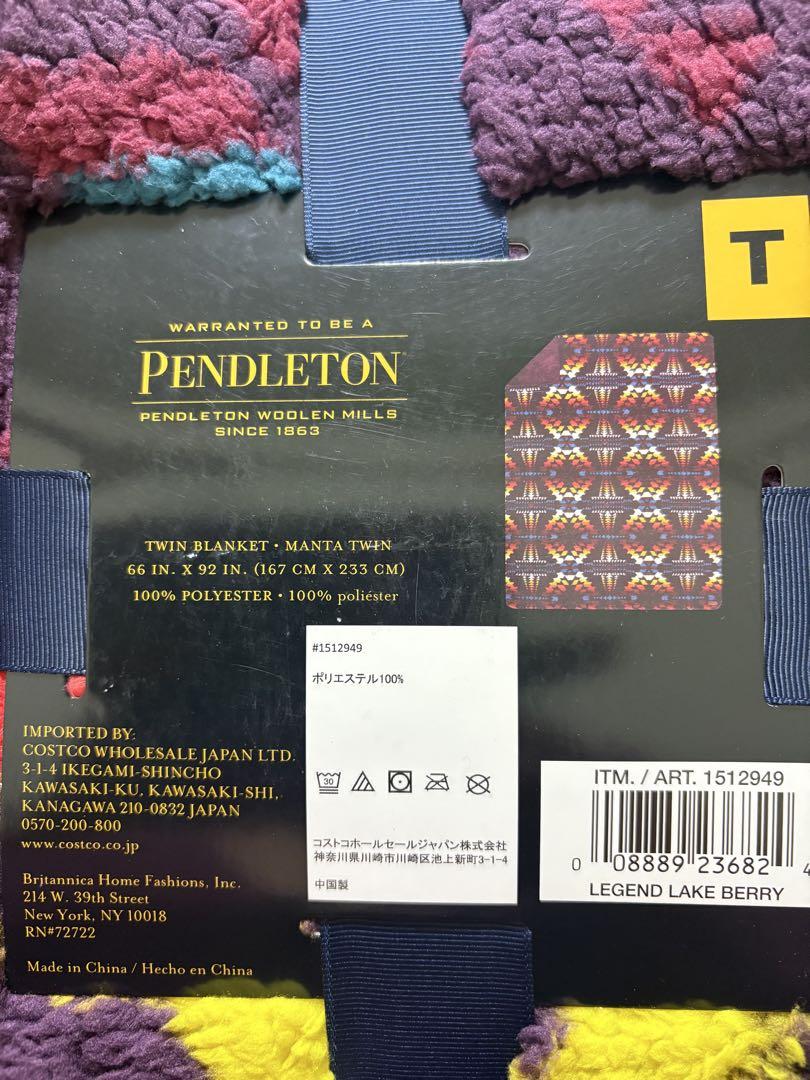 T
WARRANTED TO BE A
PENDLETON
PENDLETON WOOLEN MILLS
SINCE 1863
TWIN BLANKET • MANTA TWIN
66 IN. X 92 IN. (167 CM X 233 CM)
100% POLYESTER • 100% poliéster
#1512949
ポリエステル100%
30
コストコホールセールジャパン株式会社
神奈川県川崎市川崎区池上新町3-1-4
中国製
IMPORTED BY:
COSTCO WHOLESALE JAPAN LTD.
3-1-4 IKEGAMI-SHINCHO
KAWASAKI-KU, KAWASAKI-SHI,
KANAGAWA 210-0832 JAPAN
0570-200-800
www.costco.co.jp
Britannica Home Fashions, Inc.
214 W. 39th Street
New York, NY 10018
RN#72722
Made in China / Hecho en China
ITM. / ART. 1512949
0 08889 23682 4
LEGEND LAKE BERRY